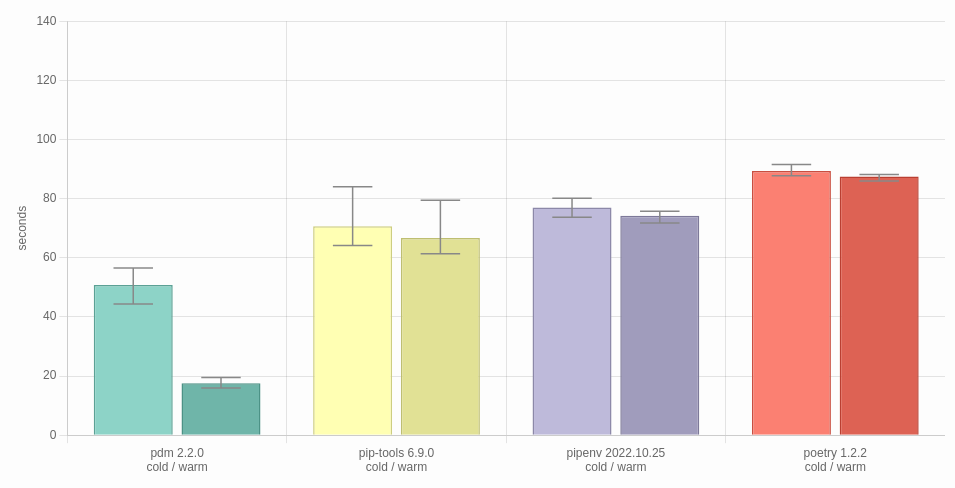 140
120
100
80
60
40
20
0
seconds
pdm 2.2.0
cold / warm
pip-tools 6.9.0
cold / warm
pipenv 2022.10.25
cold / warm
poetry 1.2.2
cold / warm